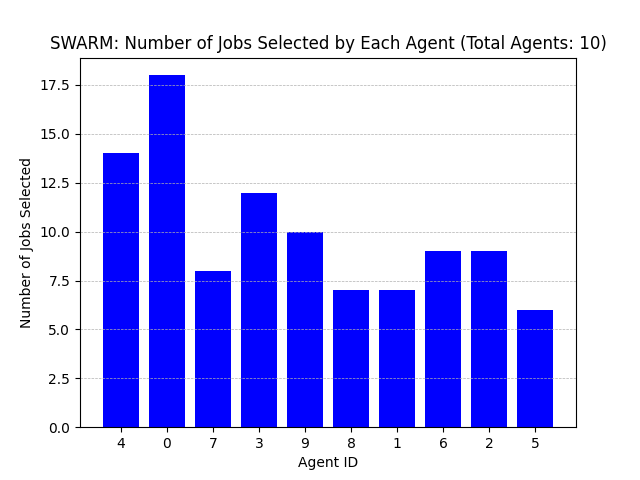 SWARM: Number of Jobs Selected by Each Agent (Total Agents: 10)
Number of Jobs Selected
17.5
15.0
12.5
10.0
7.5
5.0
2.5
0.0
4 0 7 3 9 8 1 6 2 5
Agent ID